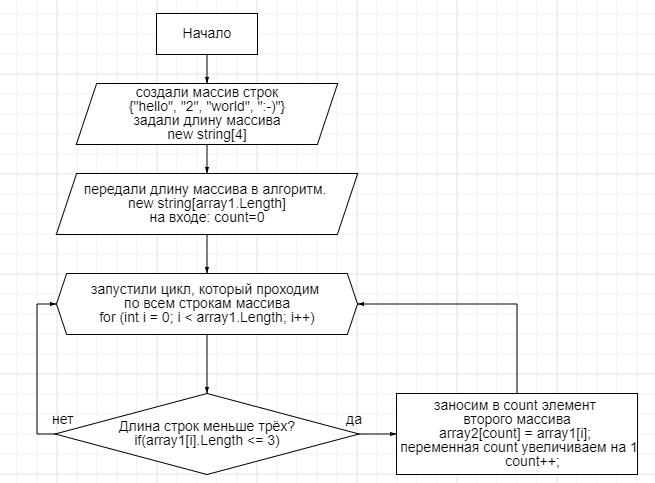 Начало
создали массив строк
{"hello", "2", "world", ":-)"}
задали длину массива
new string[4]
передали длину массива в алгоритм.
new string[array1.Length]
на входе: count=0
запустили цикл, который проходим
по всем строкам массива
for (int i = 0; i < array1.Length; i++)
нет
Длина строк меньше трёх?
if(array1[i].Length <= 3)
да
заносим в count элемент
второго массива
array2[count] = array1[i];
переменная count увеличиваем на 1
count++;